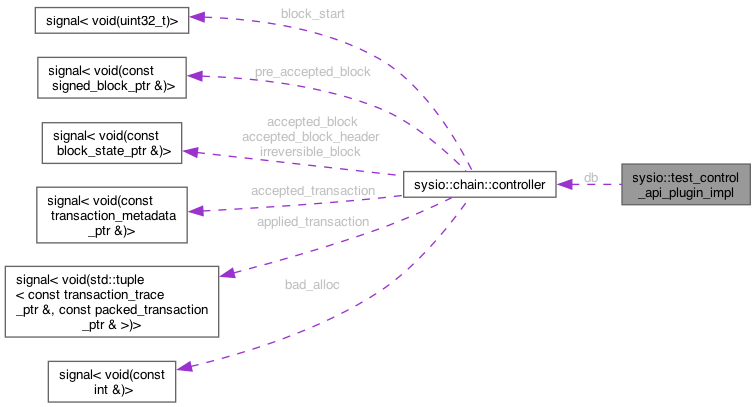 signal< void(uint32_t)>
block_start
signal< void(const
signed_block_ptr &)>
pre_accepted_block
signal< void(const
block_state_ptr &)>
accepted_block
accepted_block_header
irreversible_block
signal< void(const
transaction_metadata
_ptr &)>
accepted_transaction
applied_transaction
signal< void(std::tuple
< const transaction_trace
_ptr &, const packed_transaction
_ptr & >)>
bad_alloc
signal< void(const
int &)>
sysio::chain::controller
db
sysio::test_control
_api_plugin_impl